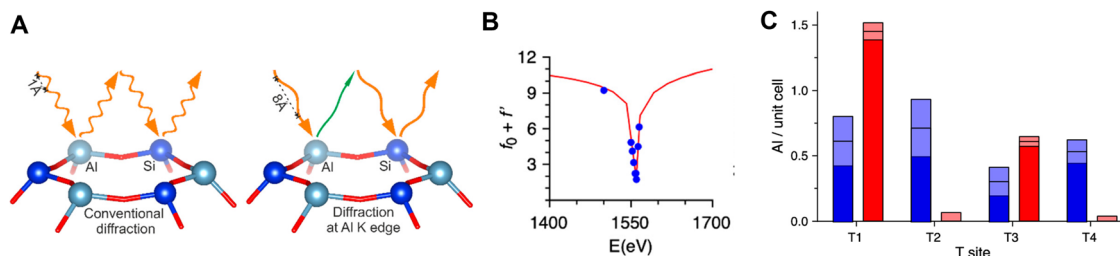 A
1Å
Al
Si
Conventional
diffraction
8Å
Al
Si
Diffraction
at Al K edge
B
f₀ + f'
12
9
6
3
1400
1550
1700
E(eV)
C
Al / unit cell
1.5
1.0
0.5
0.0
T1
T2
T3
T4
T site